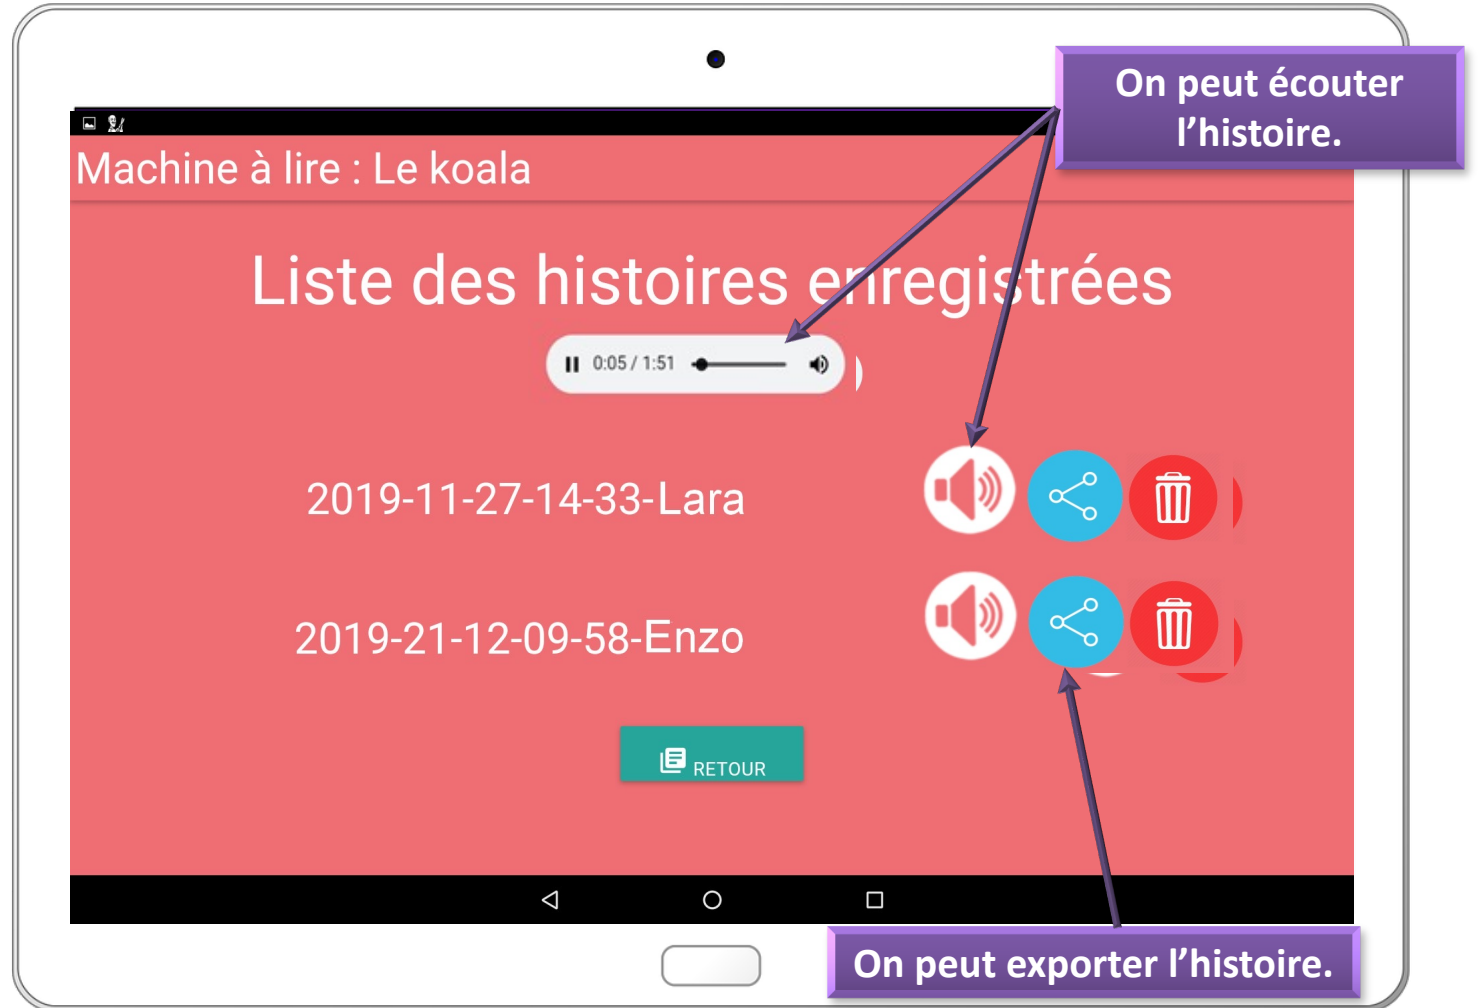 On peut écouter
l’histoire.
Machine à lire : Le koala
Liste des histoires enregistrées
0:05 / 1:51
2019-11-27-14-33-Lara
2019-21-12-09-58-Enzo
RETOUR
On peut exporter l’histoire.